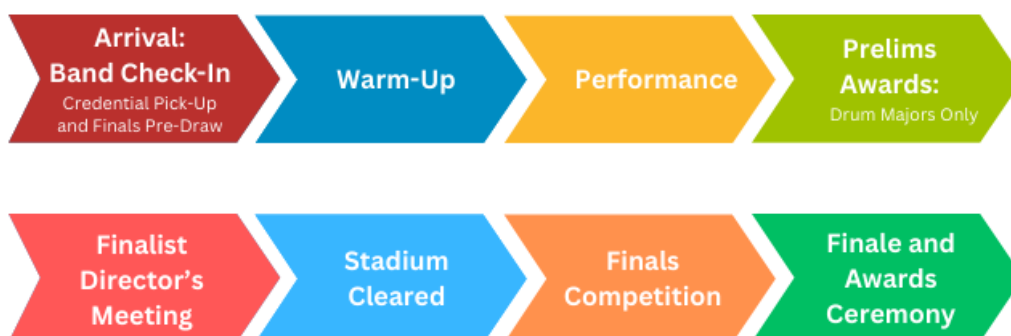 Arrival:
Band Check-In
Credential Pick-Up
and Finals Pre-Draw
Warm-Up
Performance
Prelims
Awards:
Drum Majors Only
Finalist
Director's
Meeting
Stadium
Cleared
Finals
Competition
Finale and
Awards
Ceremony